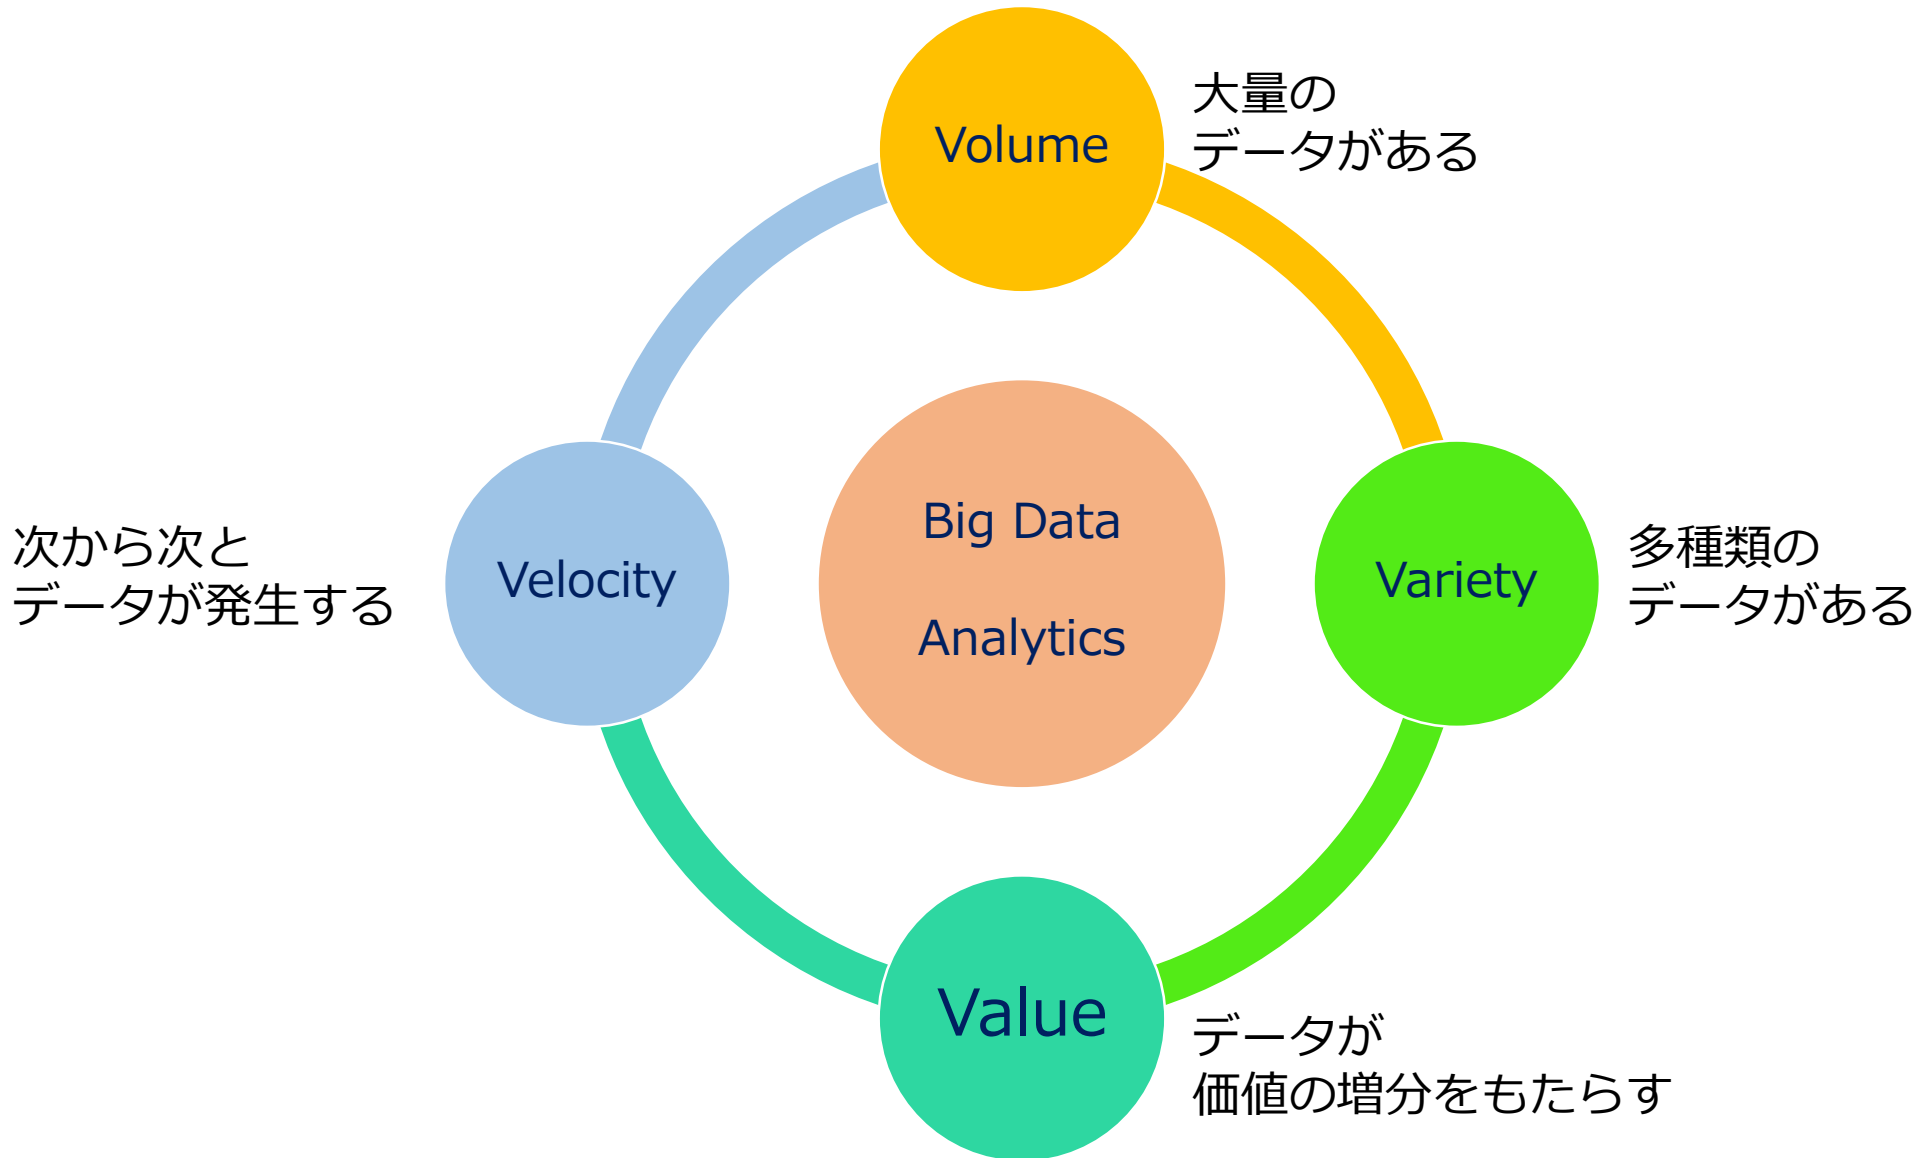 Volume
大量の
データがある
次から次と
データが発生する
Velocity
Big Data
Analytics
Variety
多種類の
データがある
Value
データが
価値の増分をもたらす